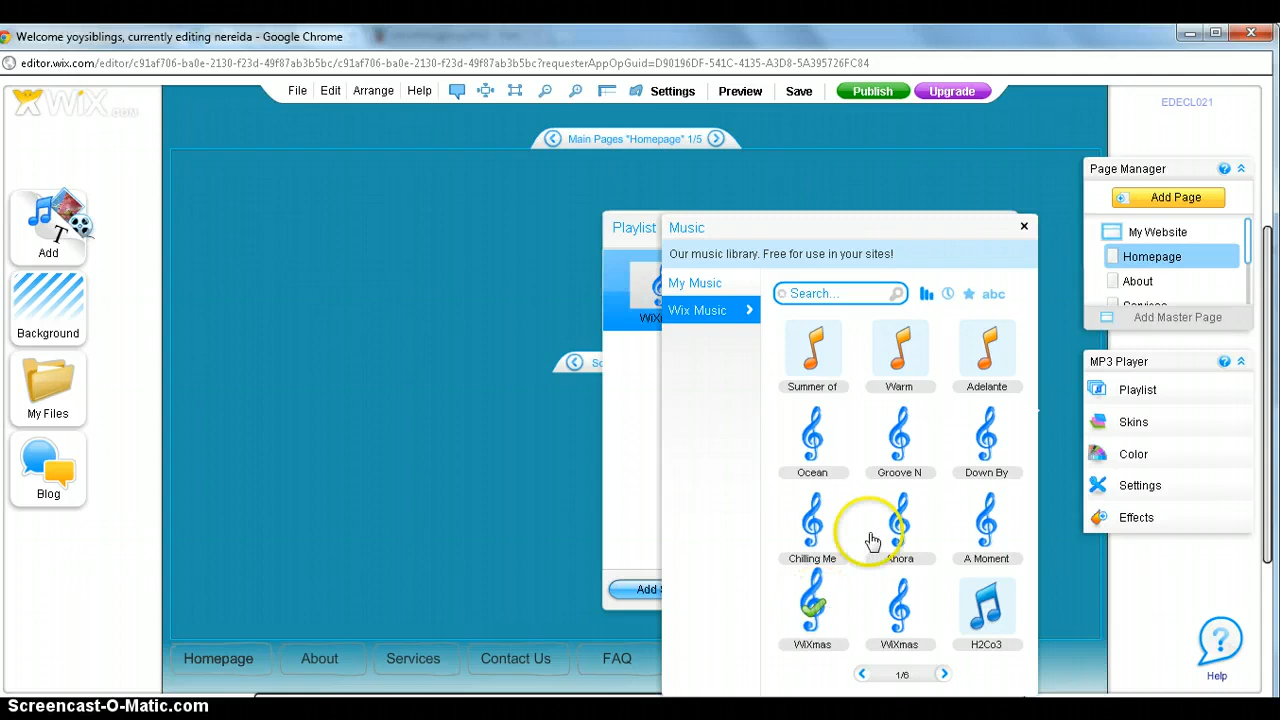 Welcome yoysiblings, currently editing nereida - Google Chrome
editor.wix.com/editor/c91af706-ba0e-2130-f23d-49f87ab3b5bc/c91af706-ba0e-2130-f23d-49f87ab3b5bc?requesterAppOpGuid=D90196DF-541C-4135-A3D8-5A395726FC84
WIX.COM
File Edit Arrange Help Settings Preview Save Publish Upgrade
EDECL021
Main Pages "Homepage" 1/5
Add
Background
My Files
Blog
Playlist
Music
Our music library. Free for use in your sites!
My Music
Wix Music
Search...
abc
Summer of Warm Adelante
Ocean Groove N Down By
Chilling Me Ahora A Moment
WiXmas WiXmas H2Co3
1/6
Add
Page Manager
Add Page
My Website
Homepage
About
Services
Add Master Page
MP3 Player
Playlist
Skins
Color
Settings
Effects
Help
Homepage About Services Contact Us FAQ
Screencast-O-Matic.com